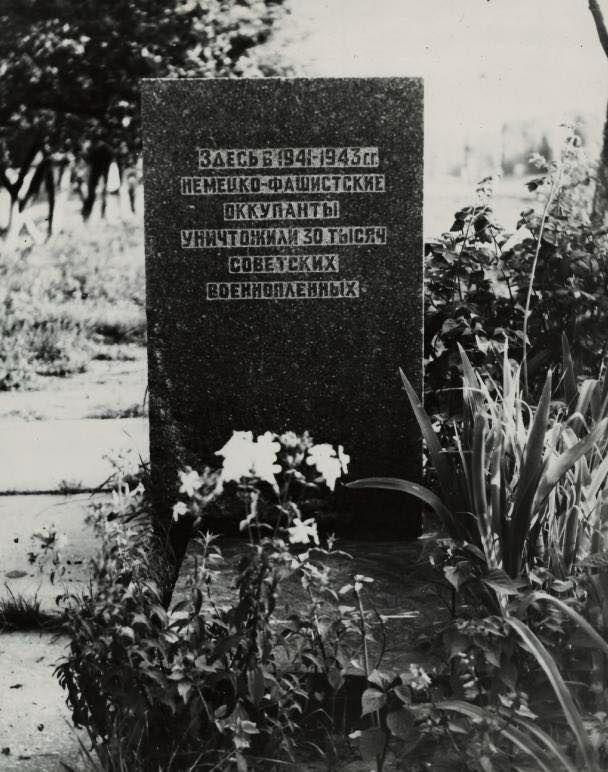 ЗДЕСЬ В 1941-1943 ГГ.
НЕМЕЦКО-ФАШИСТСКИЕ
ОККУПАНТЫ
УНИЧТОЖИЛИ 30 ТЫСЯЧ
СОВЕТСКИХ
ВОЕННОПЛЕННЫХ